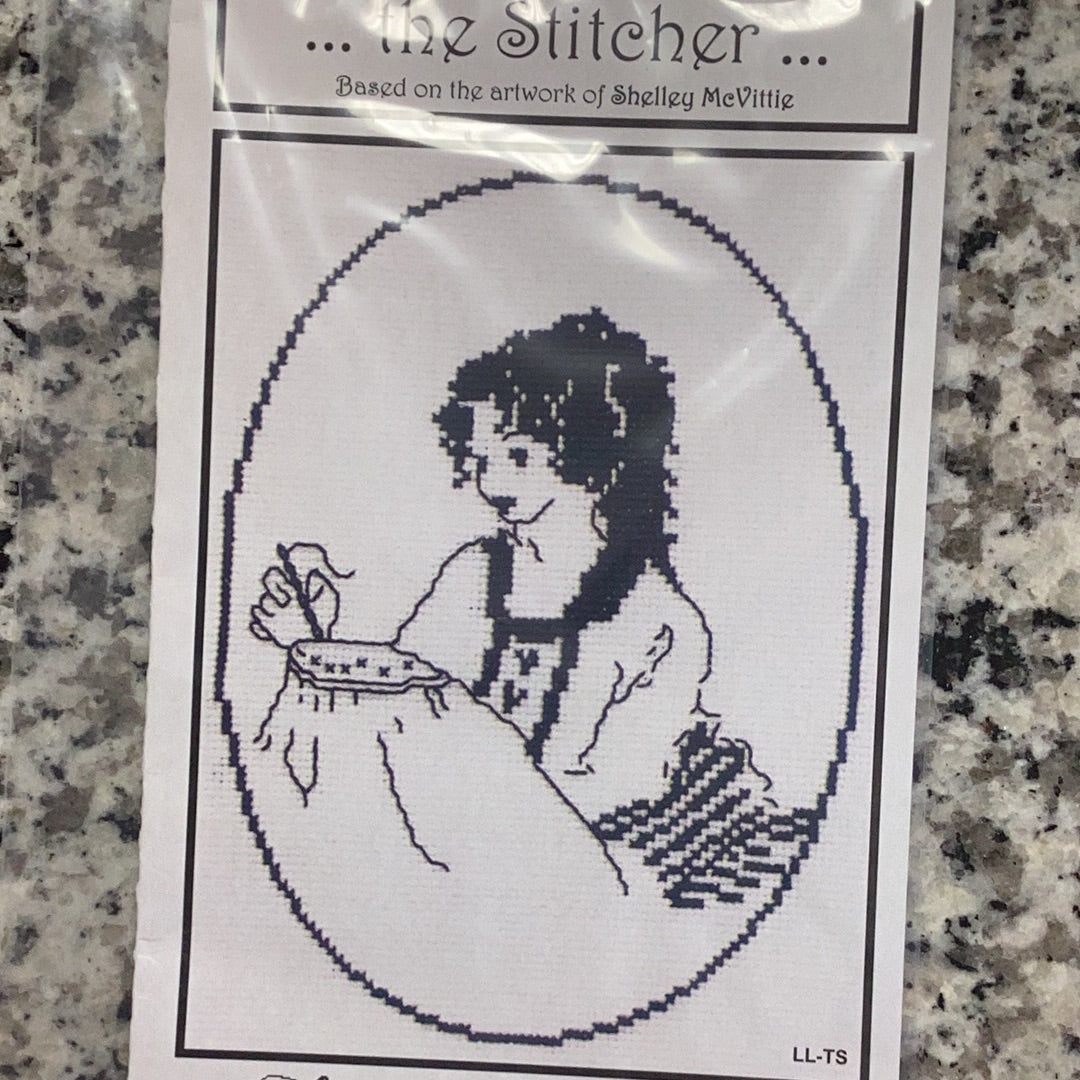 ... the Stitcher ...
Based on the artwork of Shelley McVittie
LL-TS